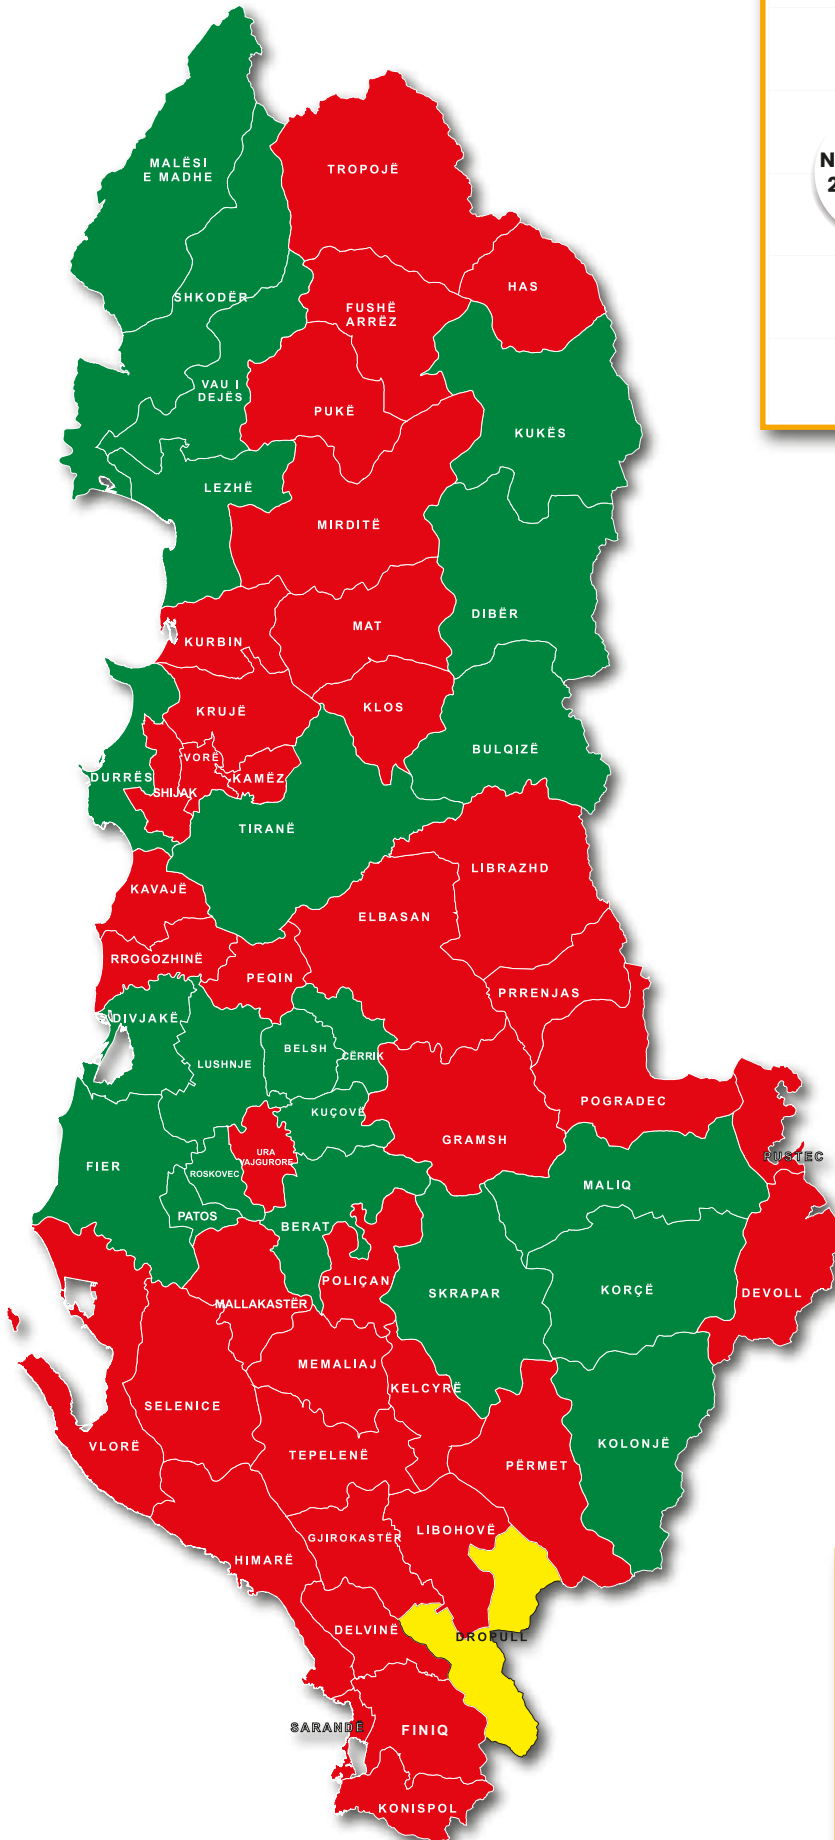 MALËSI
E MADHE
TROPOJË
N
2
HAS
SHKODËR
FUSHË
ARRËZ
VAU I
DEJËS
PUKË
KUKËS
LEZHË
MIRDITË
DIBËR
MAT
KURBIN
KLOS
KRUJË
BULQIZË
VORË
DURRËS
KAMËZ
SHIJAK
TIRANË
LIBRAZHD
KAVAJË
ELBASAN
RROGOZHINË
PEQIN
PRRENJAS
DIVJAKË
BELSH
CËRRIK
LUSHNJE
POGRADEC
KUÇOVË
GRAMSH
URA
VAJGURORE
PUSTEC
FIER
ROSKOVEC
MALIQ
PATOS
BERAT
POLIÇAN
KORÇË
SKRAPAR
DEVOLL
MALLAKASTËR
MEMALIAJ
KELCYRË
SELENICE
KOLONJË
VLORË
TEPELENË
PËRMET
LIBOHOVË
GJIROKASTËR
HIMARË
DELVINË
DROPULL
SARANDË
FINIQ
KONISPOL